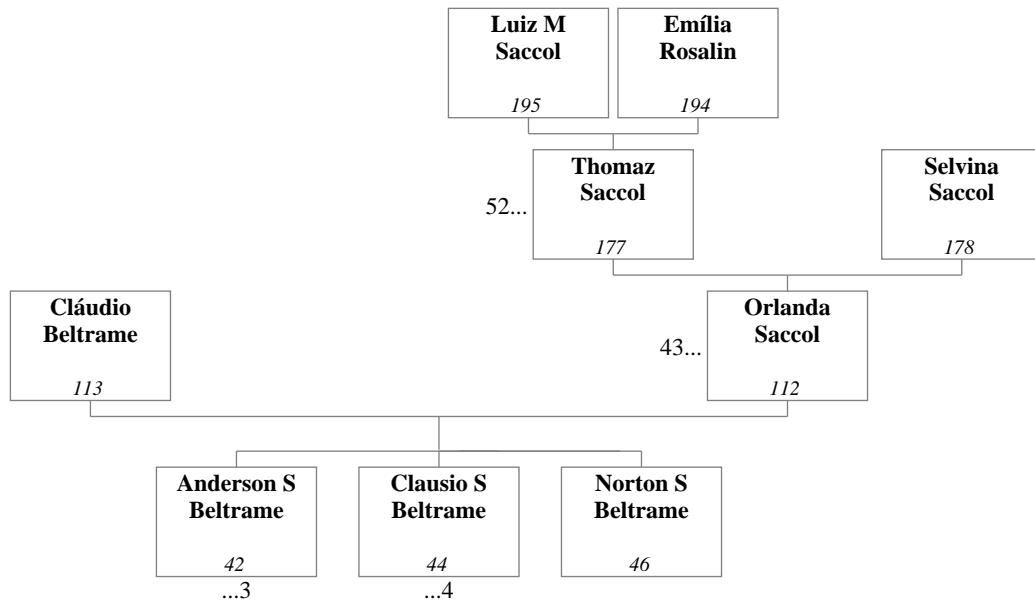 Luiz M
Saccol
195
Emília
Rosalin
194
52...
Thomaz
Saccol
177
Selvina
Saccol
178
Cláudio
Beltrame
113
43...
Orlanda
Saccol
112
Anderson S
Beltrame
42
...3
Clausio S
Beltrame
44
...4
Norton S
Beltrame
46